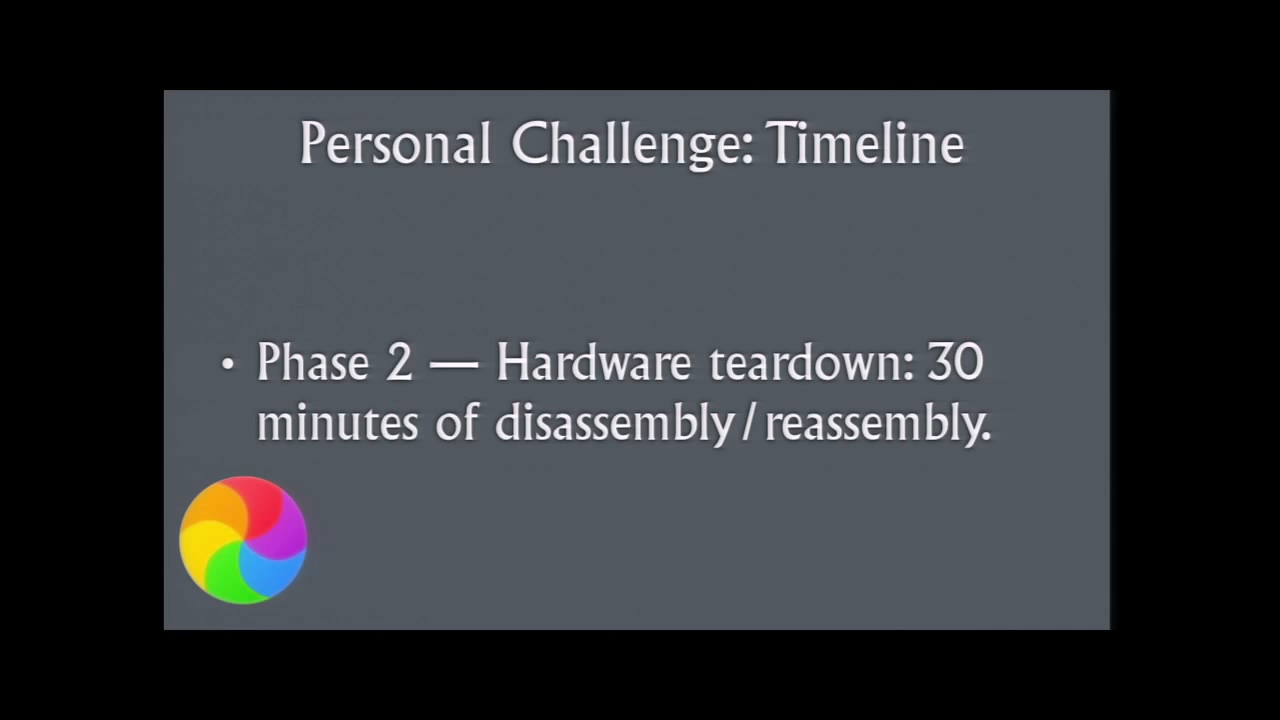 Personal Challenge: Timeline
• Phase 2 — Hardware teardown: 30
minutes of disassembly/reassembly.